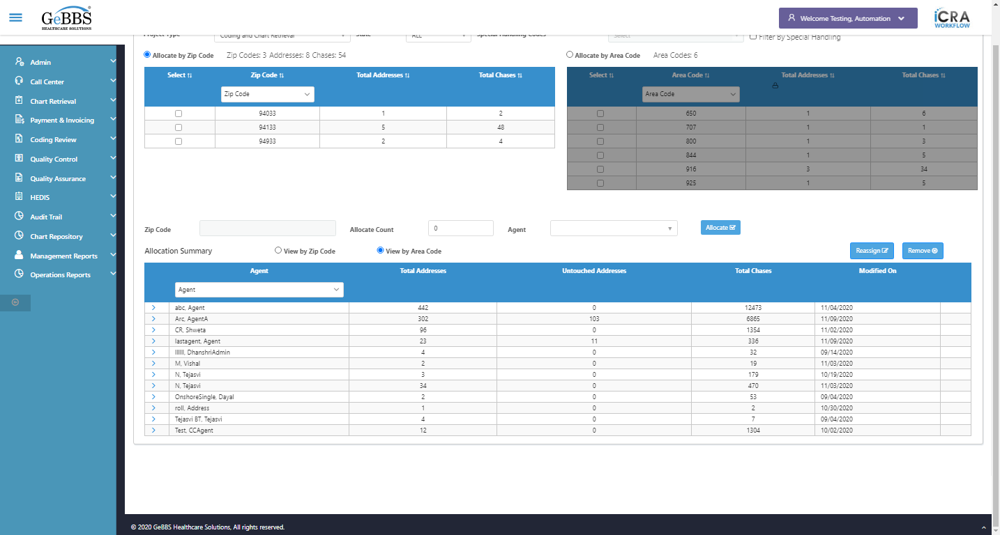 GeBBS
HEALTHCARE SOLUTIONS
Welcome Testing, Automation
iCRA
WORKFLOW
Project Type Coding and Chart Retrieval State ALL Special Handling Codes Select Filter By Special Handling
Admin
Call Center
Chart Retrieval
Payment & Invoicing
Coding Review
Quality Control
Quality Assurance
HEDIS
Audit Trail
Chart Repository
Management Reports
Operations Reports
Allocate by Zip Code Zip Codes: 3 Addresses: 8 Chases: 54
Select Zip Code Total Addresses Total Chases
Zip Code
94033 1 2
94133 5 48
94933 2 4
Allocate by Area Code Area Codes: 6
Select Area Code Total Addresses Total Chases
Area Code
650 1 6
707 1 1
800 1 3
844 1 5
916 3 34
925 1 5
Zip Code Allocate Count 0 Agent Allocate
Allocation Summary View by Zip Code View by Area Code Reassign Remove
Agent Total Addresses Untouched Addresses Total Chases Modified On
Agent
abc, Agent 442 0 12473 11/04/2020
Arc, AgentA 302 103 6865 11/09/2020
CR, Shweta 96 0 1354 11/02/2020
lastagent, Agent 23 11 336 11/09/2020
llllll, DhanshriAdmin 4 0 32 09/14/2020
M, Vishal 2 0 19 11/03/2020
N, Tejasvi 3 0 179 10/19/2020
N, Tejasvi 34 0 470 11/03/2020
OnshoreSingle, Dayal 2 0 53 09/04/2020
roll, Address 1 0 2 10/30/2020
Tejasvi BT, Tejasvi 4 0 7 09/04/2020
Test, CCAgent 12 0 1304 10/02/2020
© 2020 GeBBS Healthcare Solutions, All rights reserved.